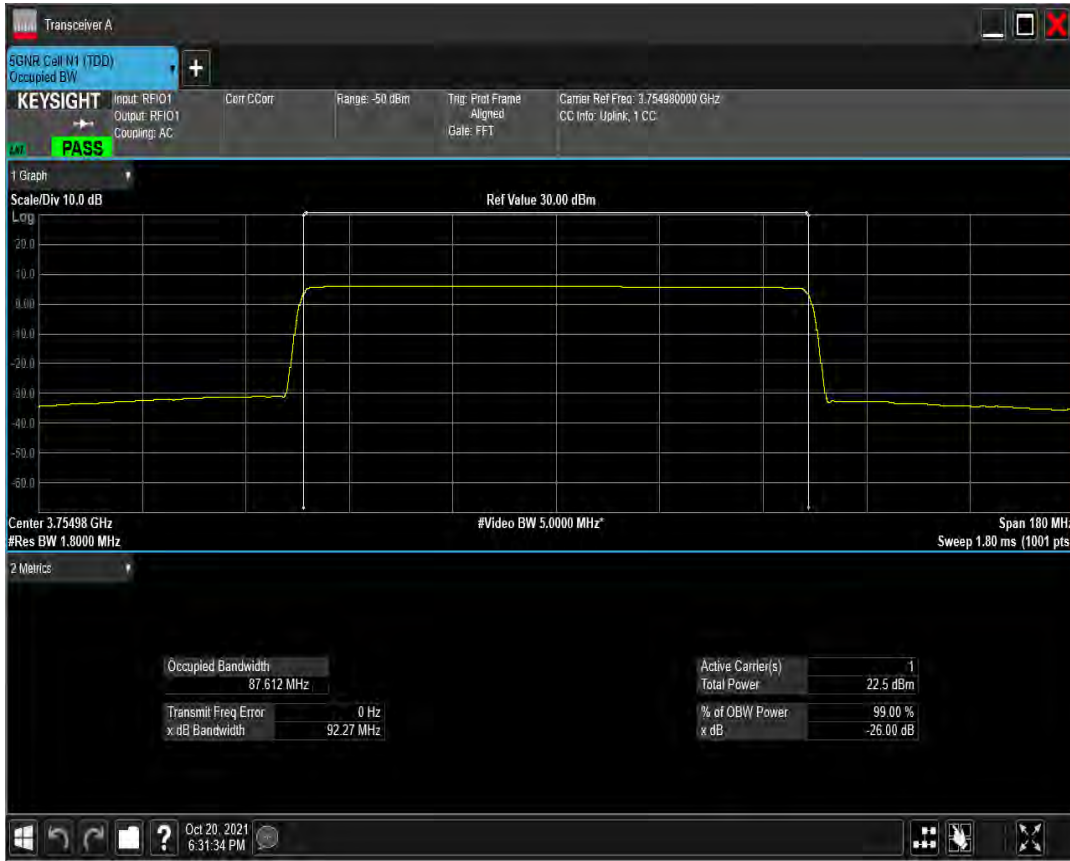 Transceiver A
5GNR Cell N1 (TDD)
Occupied BW
+
KEYSIGHT
PASS
Input: RFIO1
Output: RFIO1
Coupling: AC
Corr CCorr
Range: -50 dBm
Trig: Prot Frame
Aligned
Gate: FFT
Carrier Ref Freq: 3.754980000 GHz
CC Info: Uplink, 1 CC
1 Graph
Scale/Div 10.0 dB
Ref Value 30.00 dBm
Log
20.0
10.0
0.00
-10.0
-20.0
-30.0
-40.0
-50.0
-60.0
Center 3.75498 GHz
#Video BW 5.0000 MHz*
Span 180 MHz
#Res BW 1.8000 MHz
Sweep 1.80 ms (1001 pts
2 Metrics
Occupied Bandwidth
87.612 MHz
Transmit Freq Error 0 Hz
x dB Bandwidth 92.27 MHz
Active Carrier(s) 1
Total Power 22.5 dBm
% of OBW Power 99.00 %
x dB -26.00 dB
?
Oct 20, 2021
6:31:34 PM